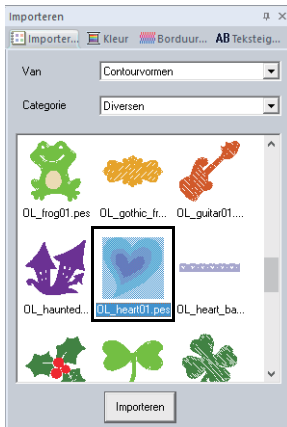 Importeren
Importer... Kleur Borduur... AB Teksteig...
Van Contourvormen
Categorie Diversen
OL_frog01.pes OL_gothic_fr... OL_guitar01....
OL_haunted... OL_heart01.pes OL_heart_ba...
Importeren